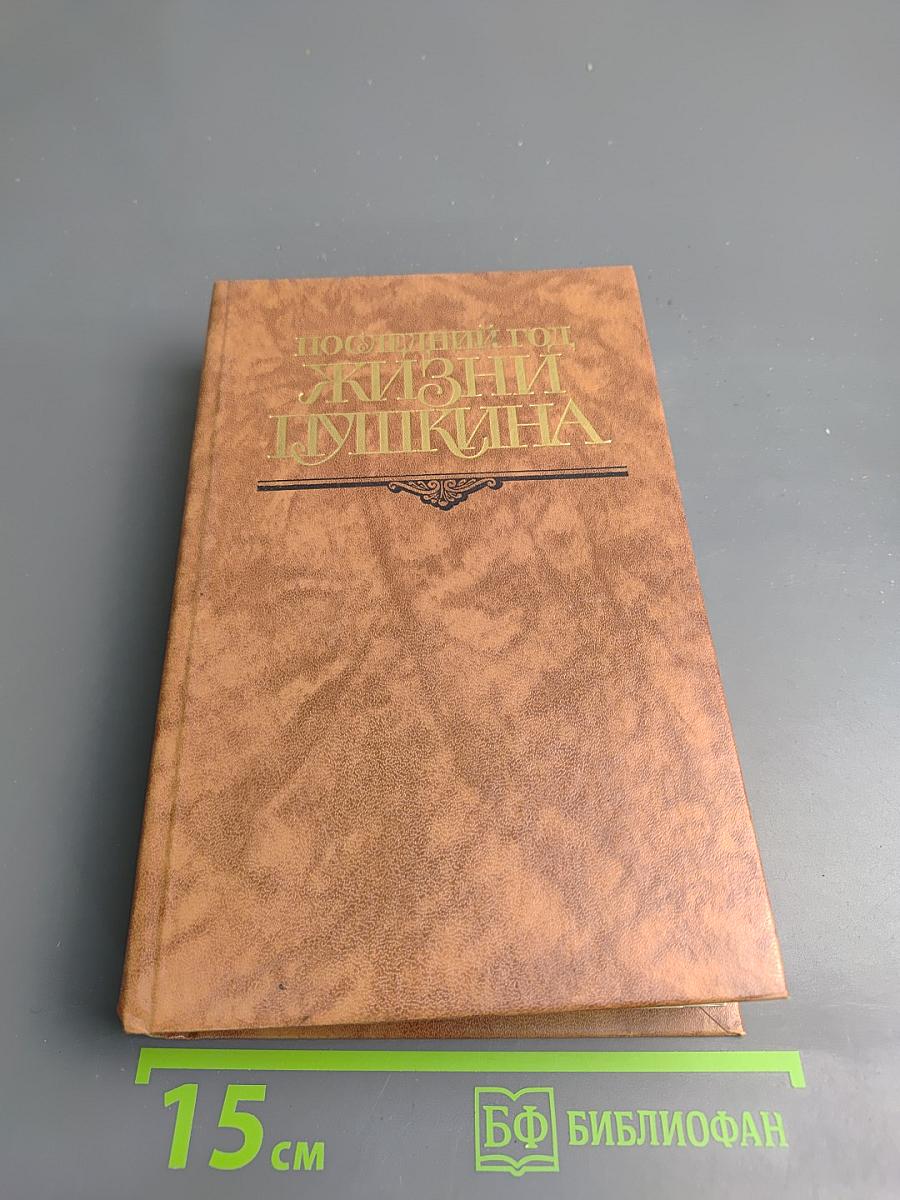 ПОСЛЕДНИЙ ГОД
ЖИЗНИ
ПУШКИНА
15 см
БФ БИБЛИОФАН